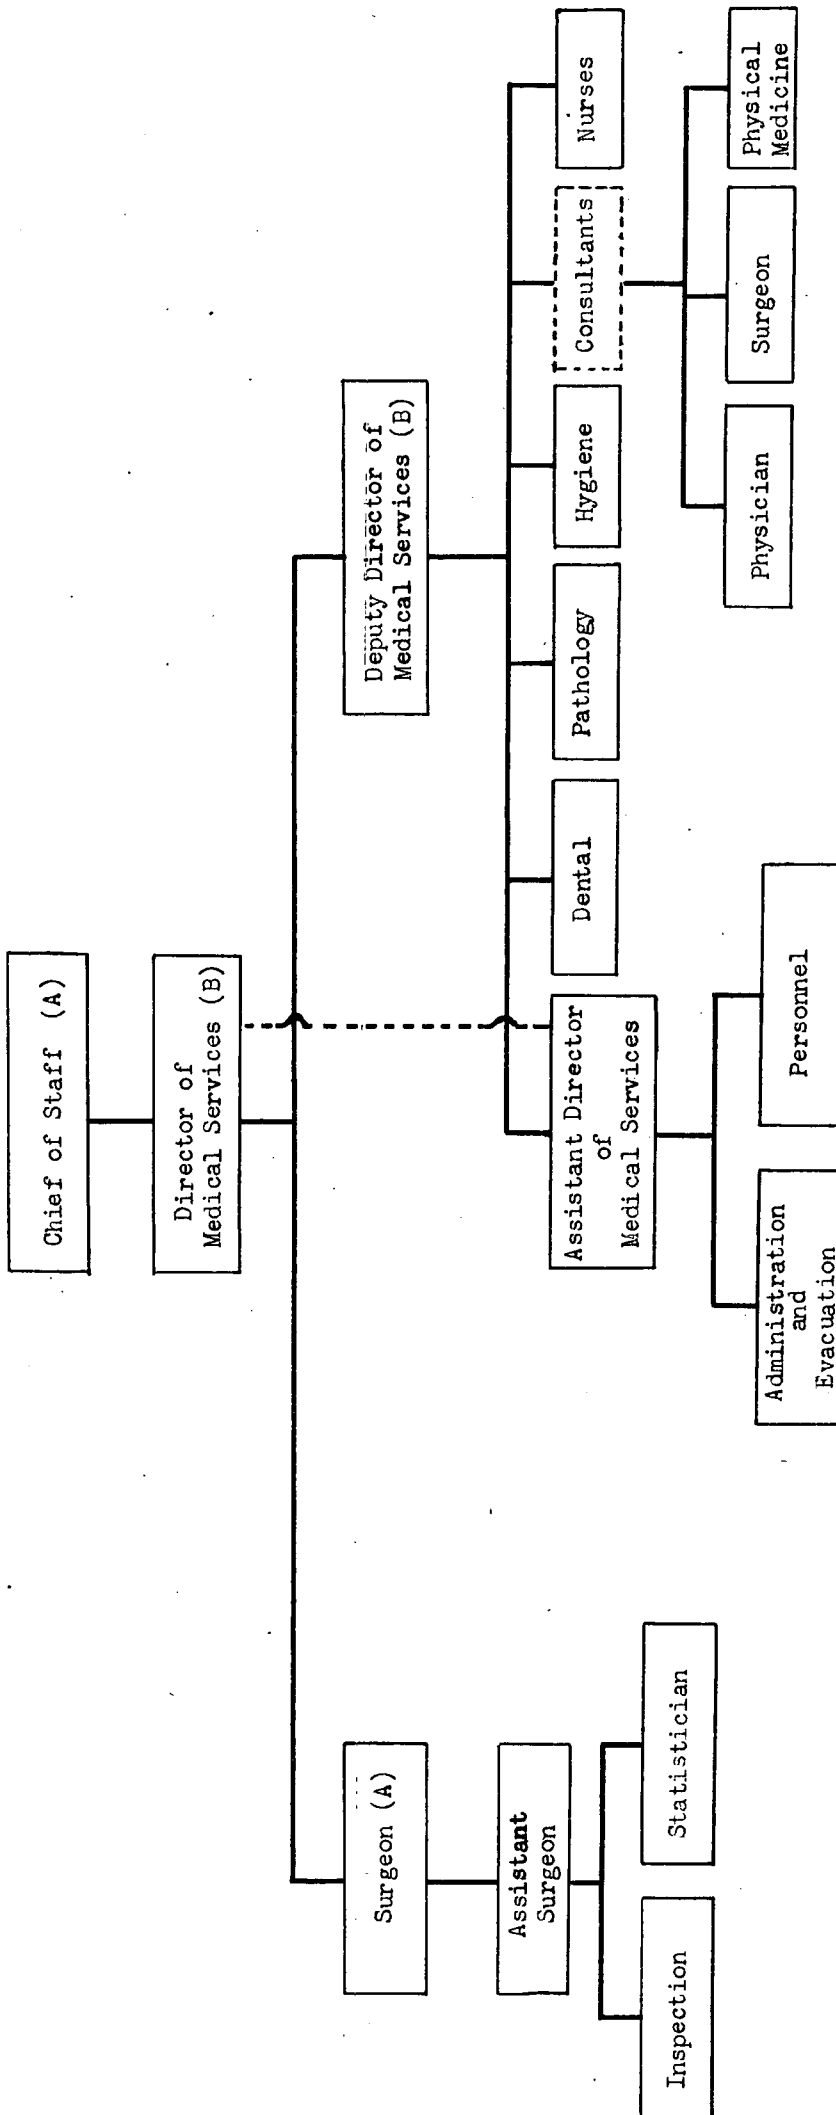 Chief of Staff (A)
Director of
Medical Services (B)
Surgeon (A)
Deputy Director of
Medical Services (B)
Assistant
Surgeon
Inspection
Statistician
Assistant Director
of
Medical Services
Dental
Pathology
Hygiene
Consultants
Nurses
Administration
and
Evacuation
Personnel
Physician
Surgeon
Physical
Medicine